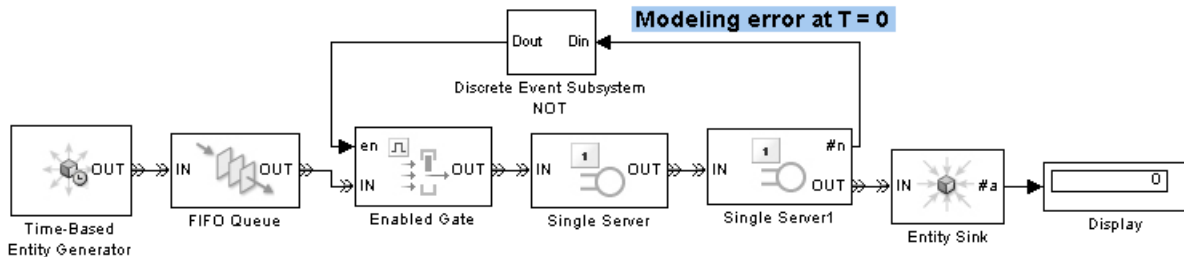 Modeling error at T = 0
Dout Din
Discrete Event Subsystem
NOT
OUT
Time-Based
Entity Generator
IN OUT
FIFO Queue
en
IN
OUT
Enabled Gate
1
IN OUT
Single Server
1
#n
IN
OUT
Single Server1
IN #a
Entity Sink
0
Display